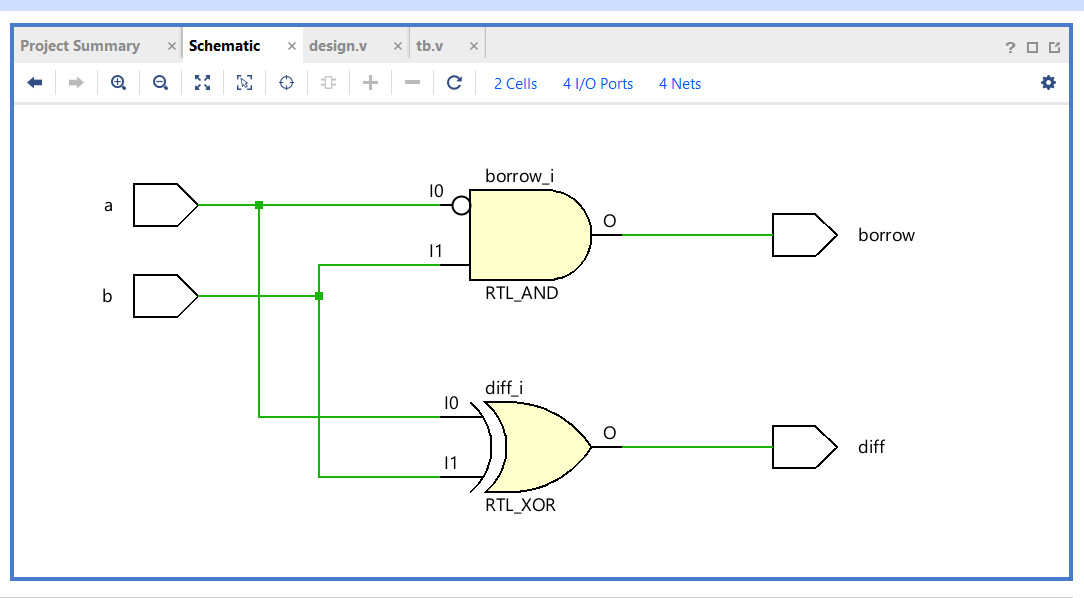 Project Summary × Schematic × design.v × tb.v × ?
2 Cells 4 I/O Ports 4 Nets
borrow_i
I0
a
O
borrow
I1
b
RTL_AND
diff_i
I0
O
diff
I1
RTL_XOR